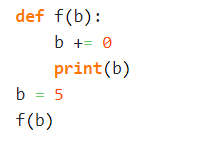 def f(b):
    b += 0
    print(b)
b = 5
f(b)